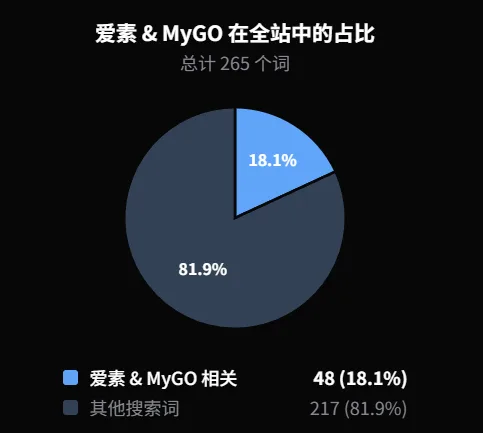 爱素 & MyGO 在全站中的占比
总计 265 个词
18.1%
81.9%
爱素 & MyGO 相关 48 (18.1%)
其他搜索词 217 (81.9%)